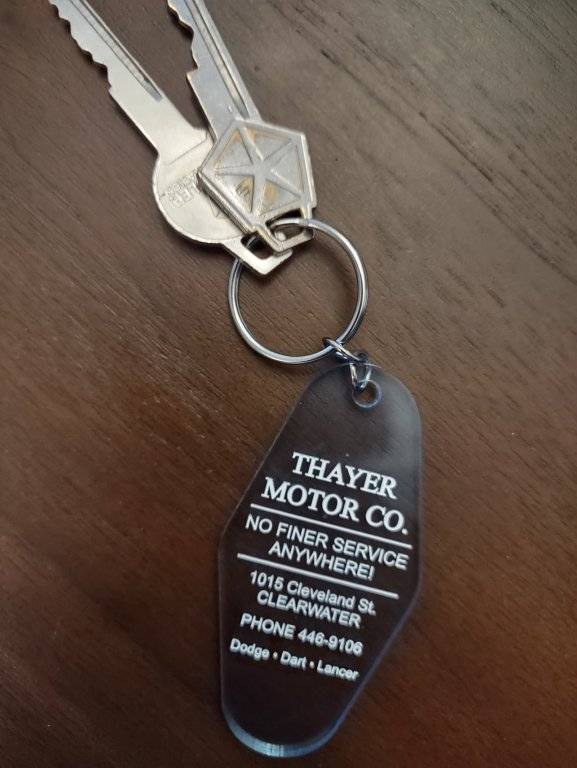 THAYER
MOTOR CO.
NO FINER SERVICE
ANYWHERE!
1015 Cleveland St.
CLEARWATER
PHONE 446-9106
Dodge • Dart • Lancer